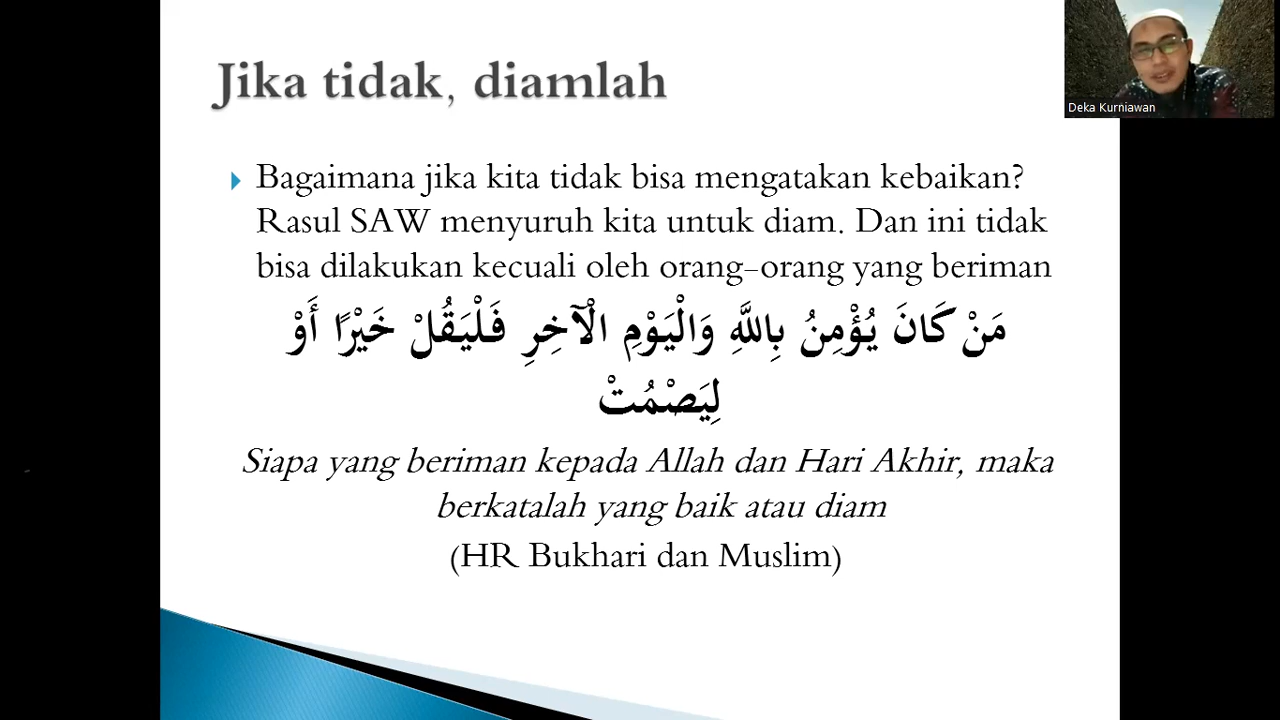 Jika tidak, diamlah
Deka Kurniawan
Bagaimana jika kita tidak bisa mengatakan kebaikan?
Rasul SAW menyuruh kita untuk diam. Dan ini tidak
bisa dilakukan kecuali oleh orang-orang yang beriman
مَنْ كَانَ يُؤْمِنُ بِاللَّهِ وَالْيَوْمِ الْآخِرِ فَلْيَقُلْ خَيْرًا أَوْ
لِيَصْمُتْ
Siapa yang beriman kepada Allah dan Hari Akhir, maka
berkatalah yang baik atau diam
(HR Bukhari dan Muslim)